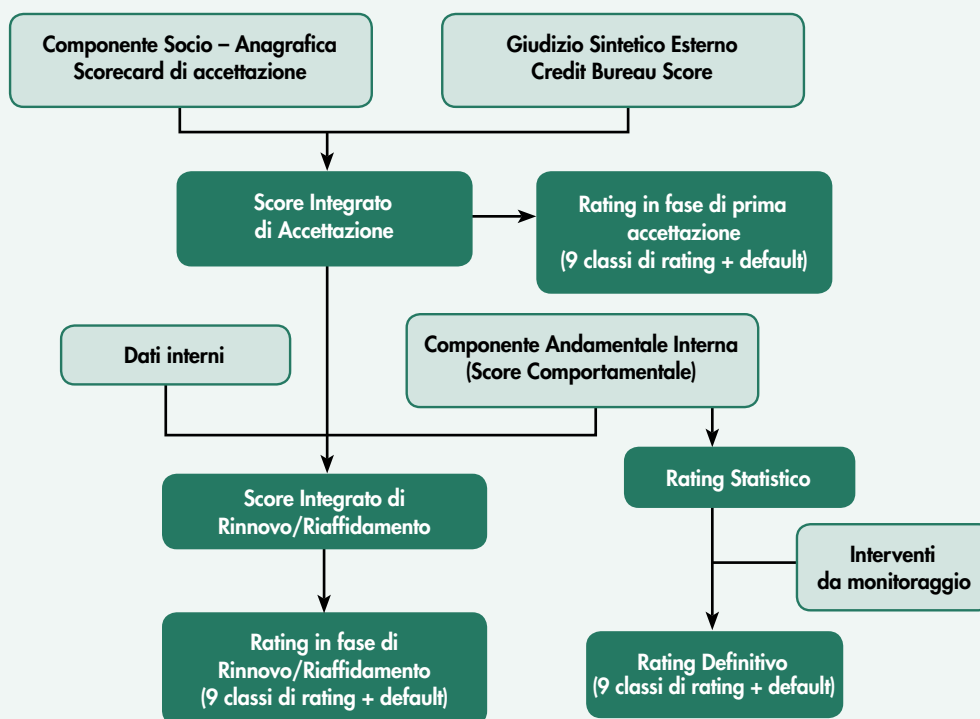 Componente Socio – Anagrafica
Scorecard di accettazione
Giudizio Sintetico Esterno
Credit Bureau Score
Score Integrato
di Accettazione
Rating in fase di prima
accettazione
(9 classi di rating + default)
Dati interni
Componente Andamentale Interna
(Score Comportamentale)
Score Integrato di
Rinnovo/Riaffidamento
Rating Statistico
Interventi
da monitoraggio
Rating in fase di
Rinnovo/Riaffidamento
(9 classi di rating + default)
Rating Definitivo
(9 classi di rating + default)